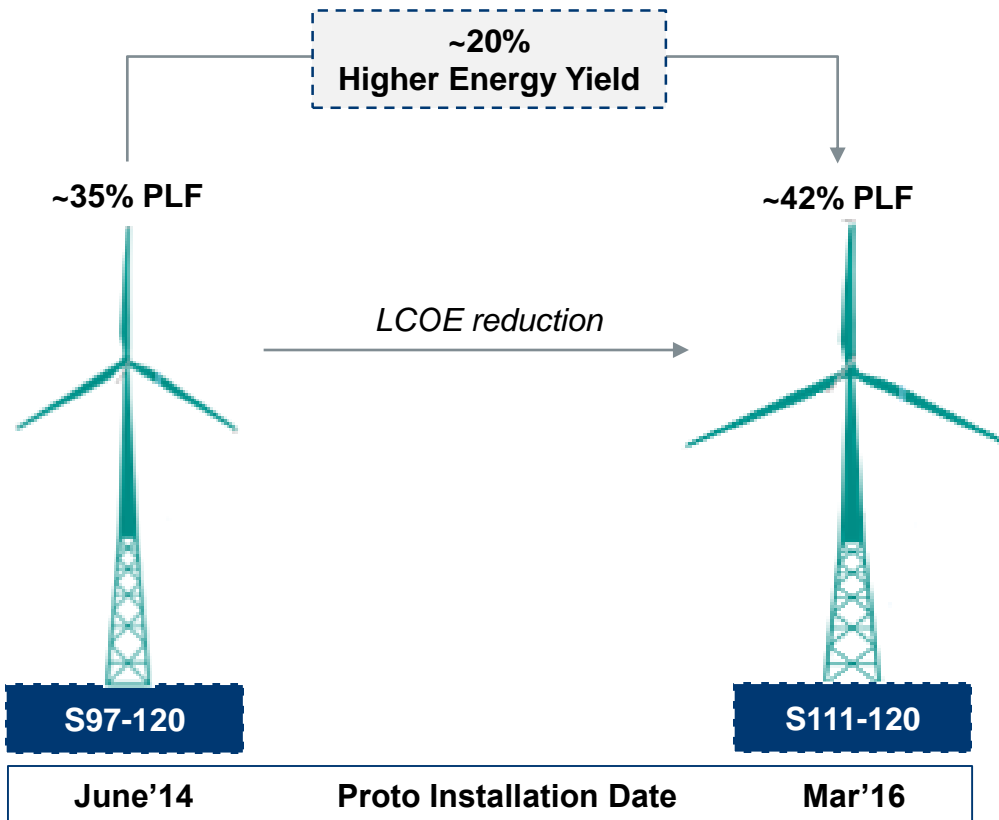 ~20%
Higher Energy Yield
~35% PLF
~42% PLF
LCOE reduction
S97-120
S111-120
June’14 Proto Installation Date Mar’16